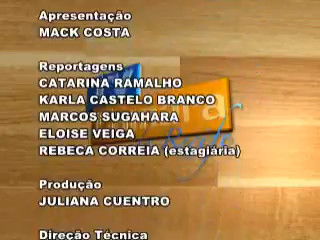 Apresentação
MACK COSTA
Reportagens
CATARINA RAMALHO
KARLA CASTELO BRANCO
MARCOS SUGAHARA
ELOISE VEIGA
REBECA CORREIA (estagiária)
Produção
JULIANA CUENTRO
Direção Técnica